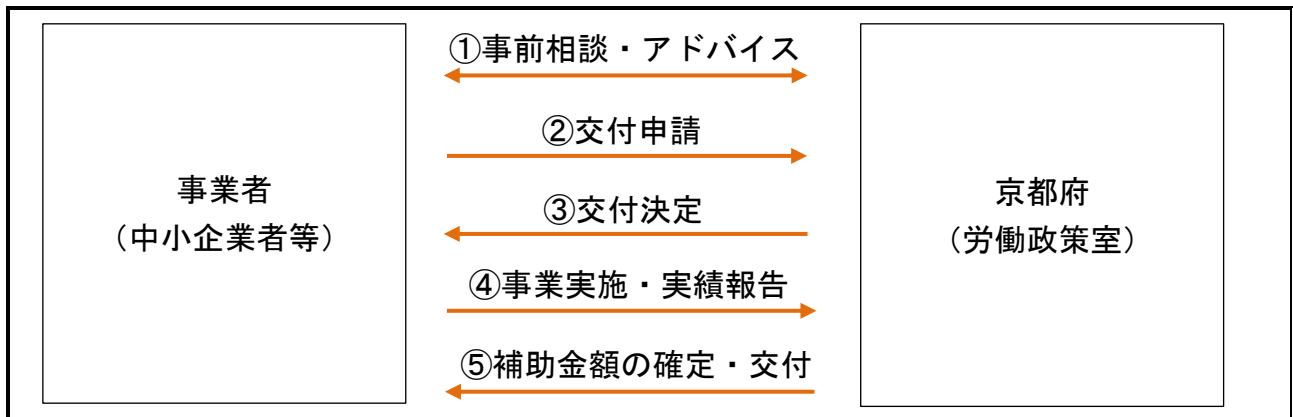 事業者
（中小企業者等）
①事前相談・アドバイス
②交付申請
③交付決定
④事業実施・実績報告
⑤補助金額の確定・交付
京都府
（労働政策室）